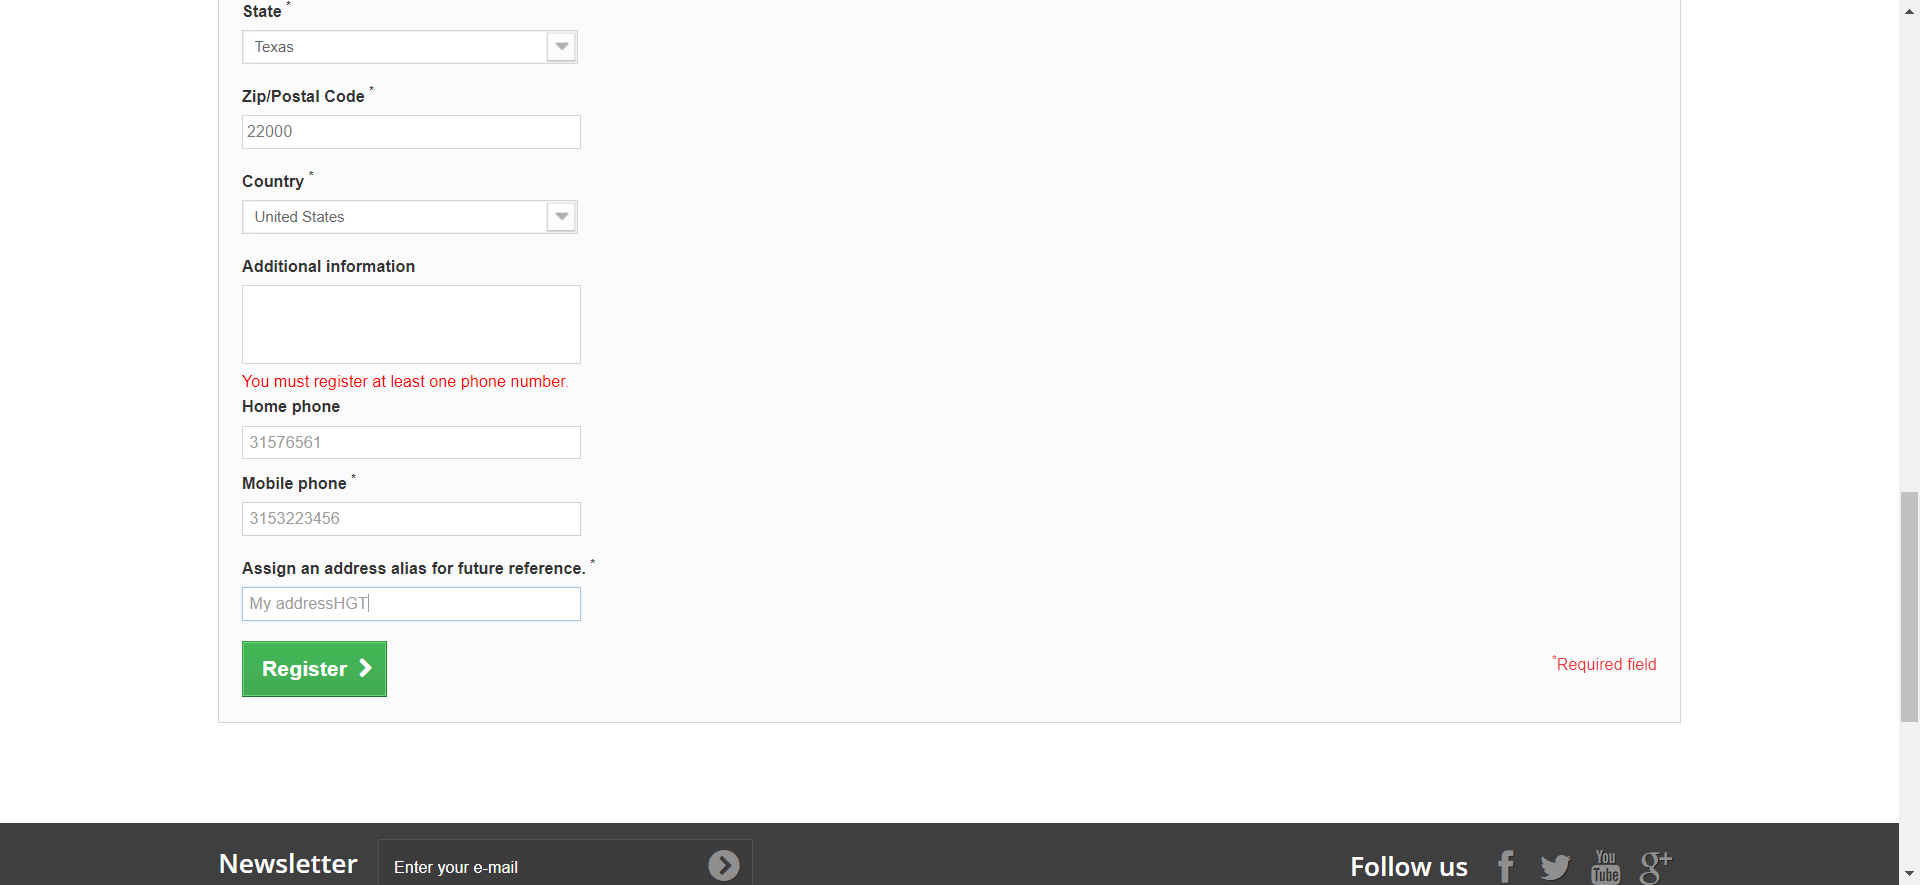 State *
Texas
Zip/Postal Code *
22000
Country *
United States
Additional information
You must register at least one phone number.
Home phone
31576561
Mobile phone *
3153223456
Assign an address alias for future reference. *
My addressHGT
Register
*Required field
Newsletter
Enter your e-mail
Follow us
You
Tube
g+